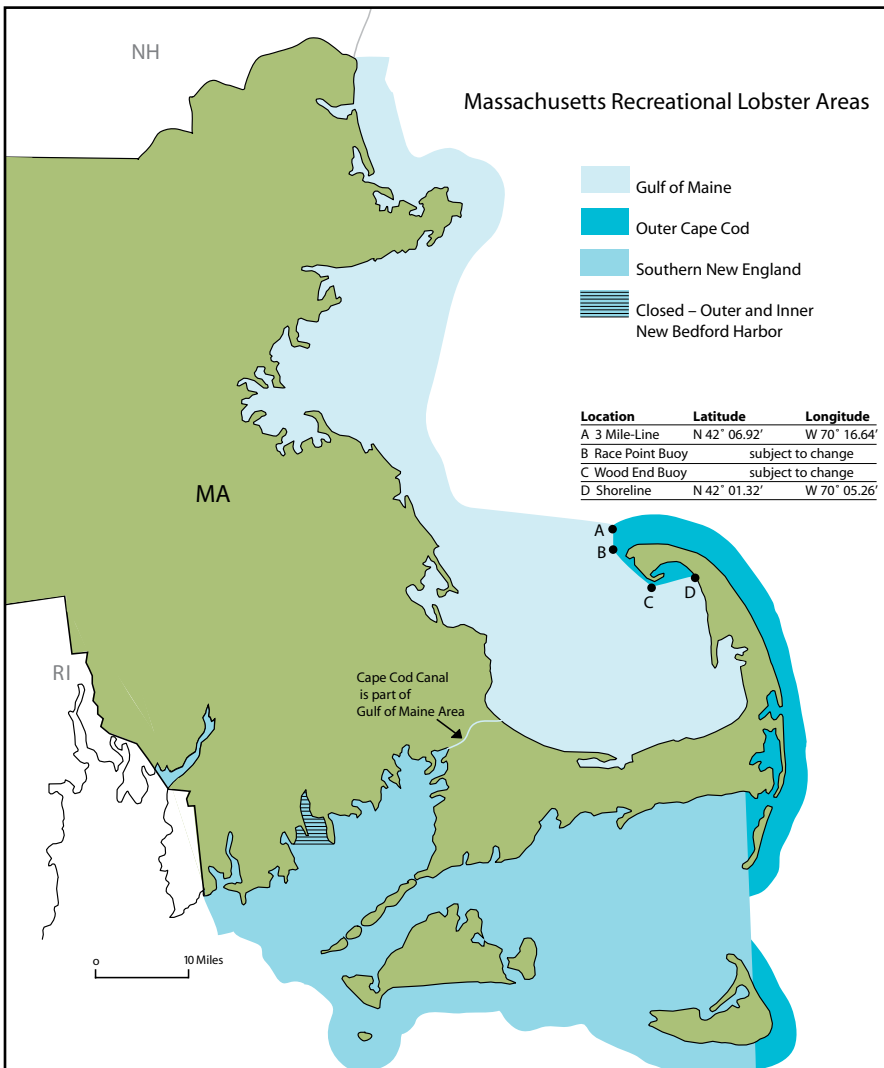 NH
Massachusetts Recreational Lobster Areas
Gulf of Maine
Outer Cape Cod
Southern New England
Closed – Outer and Inner
New Bedford Harbor
Location Latitude Longitude
A 3 Mile-Line N 42˚ 06.92′ W 70˚ 16.64′
B Race Point Buoy subject to change
C Wood End Buoy subject to change
D Shoreline N 42˚ 01.32′ W 70˚ 05.26′
MA
A
B
C
D
RI
Cape Cod Canal
is part of
Gulf of Maine Area
o 10 Miles